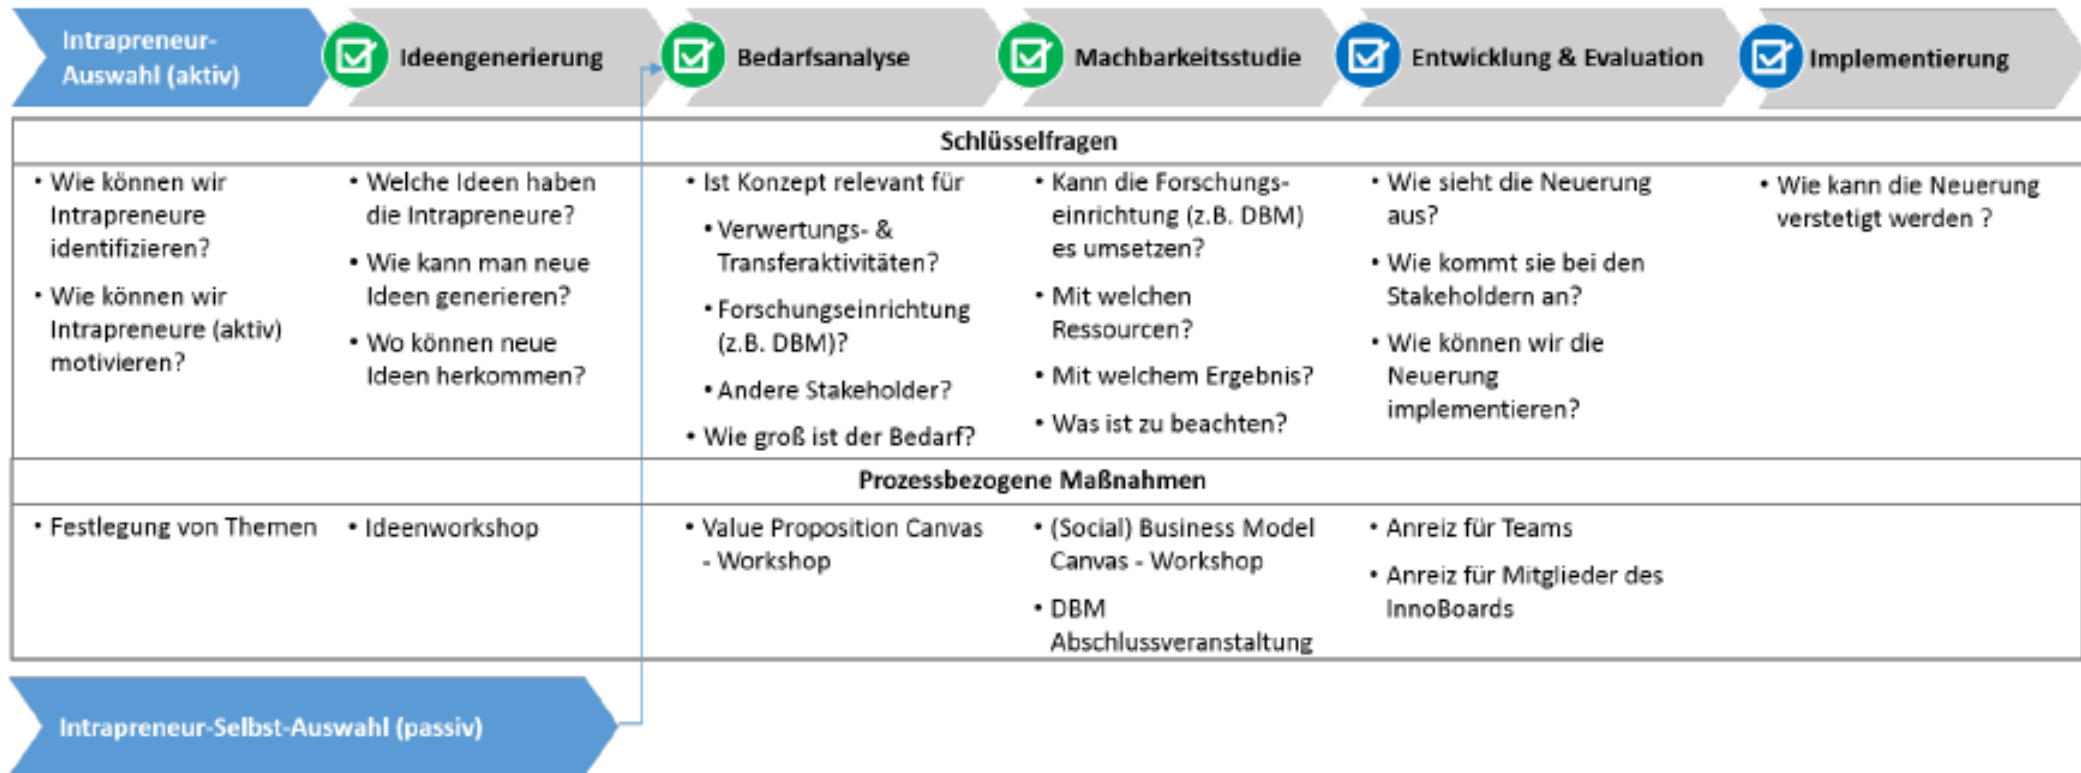 Intrapreneur-
Auswahl (aktiv)
Ideengenerierung
Bedarfsanalyse
Machbarkeitsstudie
Entwicklung & Evaluation
Implementierung
Schlüsselfragen
• Wie können wir
Intrapreneure
identifizieren?
• Wie können wir
Intrapreneure (aktiv)
motivieren?
• Welche Ideen haben
die Intrapreneure?
• Wie kann man neue
Ideen generieren?
• Wo können neue
Ideen herkommen?
• Ist Konzept relevant für
• Verwertungs- &
Transferaktivitäten?
• Forschungseinrichtung
(z.B. DBM)?
• Andere Stakeholder?
• Wie groß ist der Bedarf?
• Kann die Forschungs-
einrichtung (z.B. DBM)
es umsetzen?
• Mit welchen
Ressourcen?
• Mit welchem Ergebnis?
• Was ist zu beachten?
• Wie sieht die Neuerung
aus?
• Wie kommt sie bei den
Stakeholdern an?
• Wie können wir die
Neuerung
implementieren?
• Wie kann die Neuerung
verstetigt werden ?
Prozessbezogene Maßnahmen
• Festlegung von Themen
• Ideenworkshop
• Value Proposition Canvas
- Workshop
• (Social) Business Model
Canvas - Workshop
• DBM
Abschlussveranstaltung
• Anreiz für Teams
• Anreiz für Mitglieder des
InnoBoards
Intrapreneur-Selbst-Auswahl (passiv)